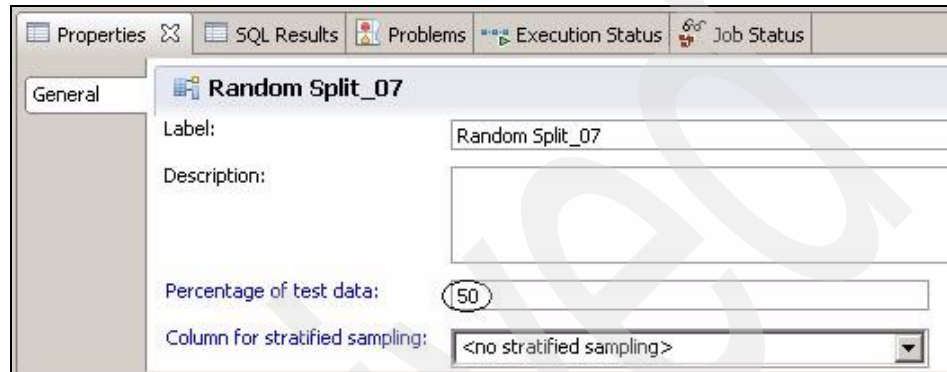 Properties SQL Results Problems Execution Status Job Status
General
Random Split_07
Label: Random Split_07
Description:
Percentage of test data: 50
Column for stratified sampling: <no stratified sampling>